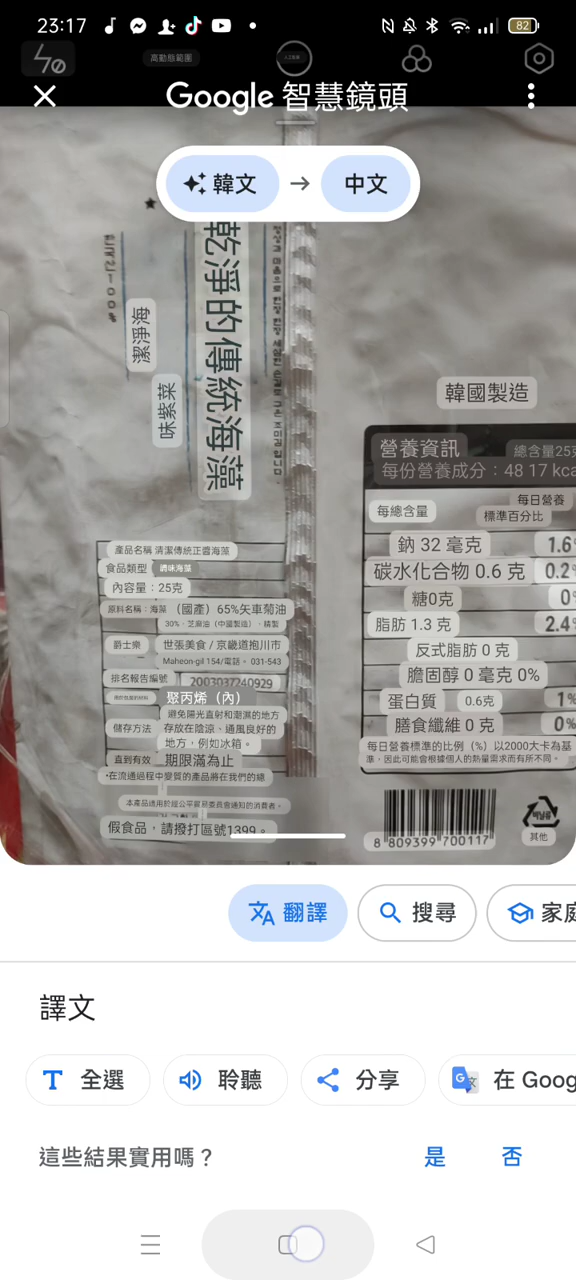 23:17
82
高動態範圍
Google 智慧鏡頭
韓文 → 中文
乾淨的傳統海藻
潔淨海
味紫菜
韓國製造
營養資訊
總含量25克
每份營養成分：48 17 kca
每總含量
每日營養
標準百分比
鈉 32 毫克 1.6
碳水化合物 0.6 克 0.2
糖0克 0
脂肪 1.3 克 2.4
反式脂肪 0 克
膽固醇 0 毫克 0%
蛋白質 0.6克 1%
膳食纖維 0 克 0%
每日營養標準的比例（%）以2000大卡為基
準，因此可能會根據個人的熱量需求而有所不同。
產品名稱 清潔傳統正醬海藻
食品類型 調味海藻
內容量：25克
原料名稱：海藻 （國產）65%矢車菊油
30%．芝麻油（中國製造）．精製
爵士樂 世張美食 / 京畿道抱川市
Maheon-gil 154/電話。 031-543
排名報告編號 2003037240929
聚丙烯（內）
避免陽光直射和潮濕的地方
儲存方法 存放在陰涼、通風良好的
地方，例如冰箱。
直到有效 期限滿為止
•在流通過程中變質的產品將在我們的總
本產品適用於經公平貿易委員會通知的消費者。
假食品，請撥打區號1399。
8 809399 700117
비닐류
其他
翻譯
搜尋
家庭
譯文
全選
聆聽
分享
在 Goog
這些結果實用嗎？
是
否